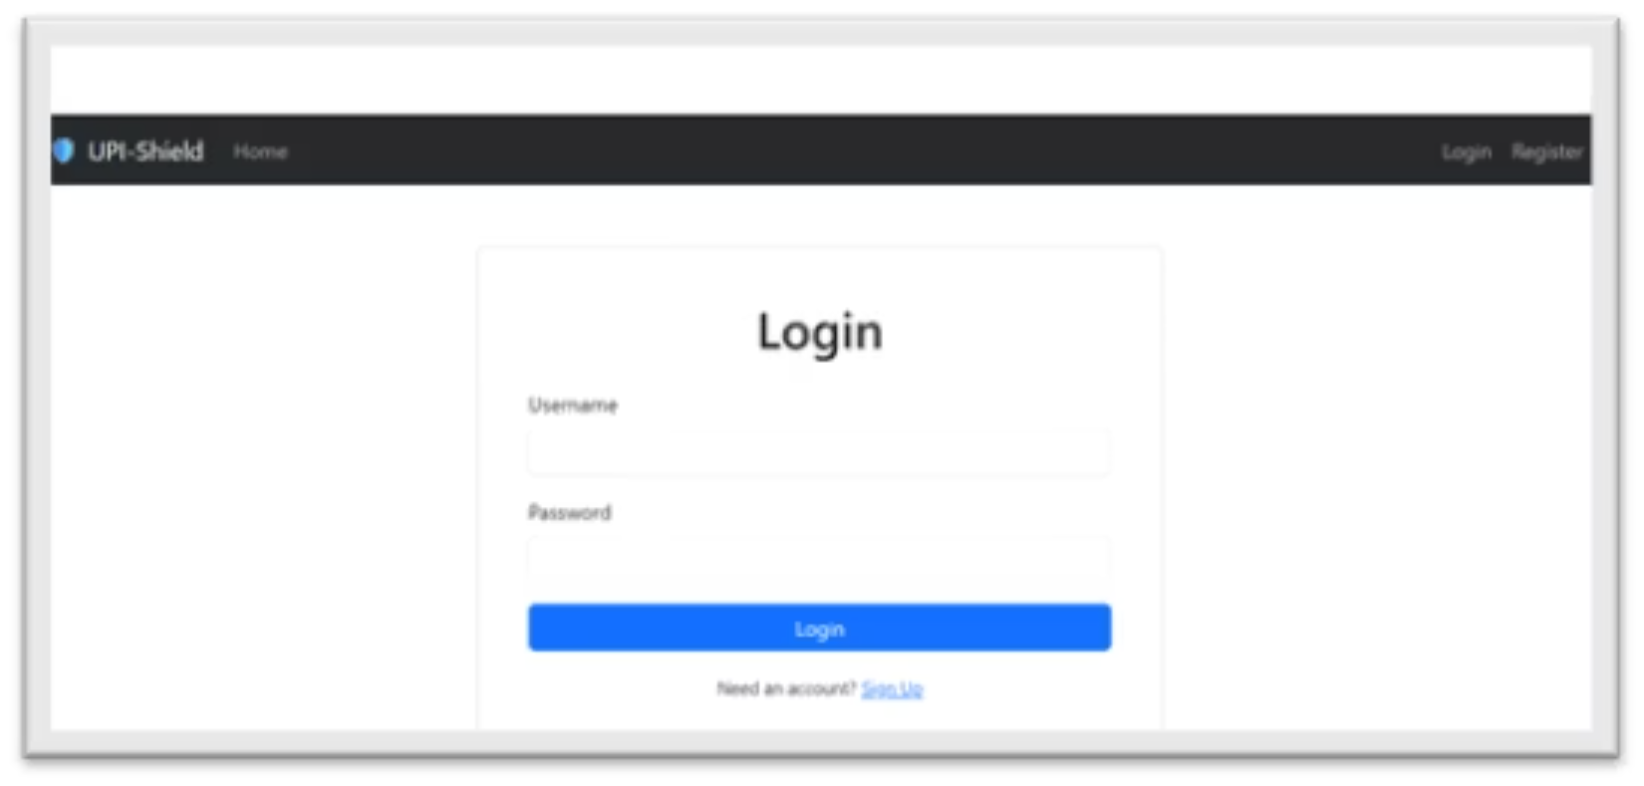 UPI-Shield Home Login Register
Login
Username
Password
Login
Need an account? Sign Up